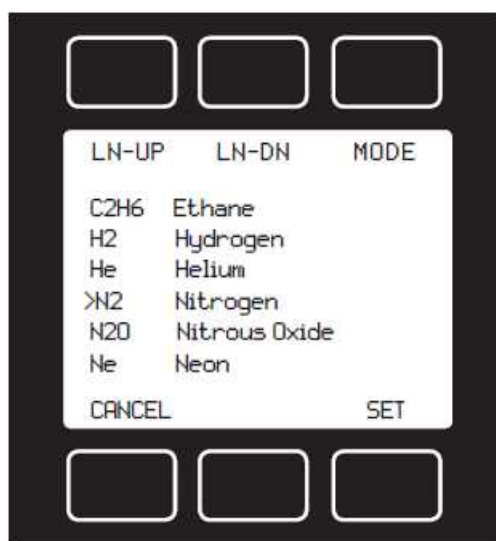 LN-UP LN-DN MODE
C2H6 Ethane
H2 Hydrogen
He Helium
>N2 Nitrogen
N2O Nitrous Oxide
Ne Neon
CANCEL SET